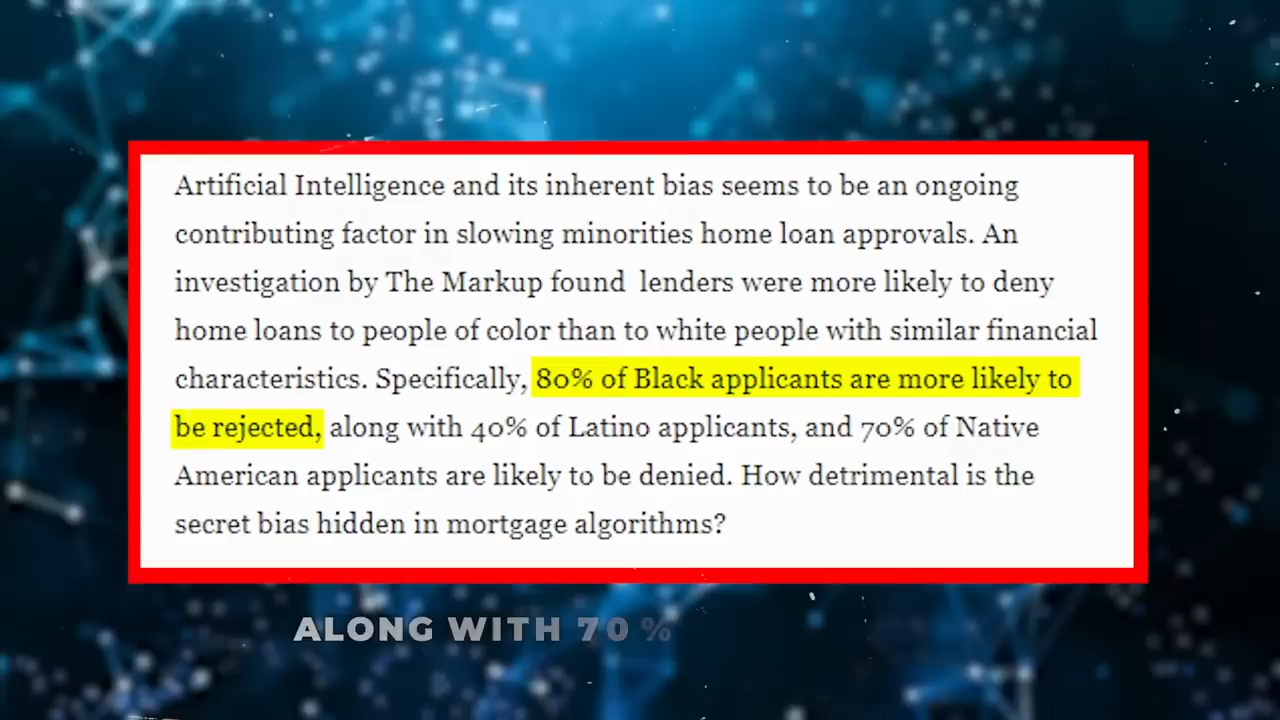 Artificial Intelligence and its inherent bias seems to be an ongoing
contributing factor in slowing minorities home loan approvals. An
investigation by The Markup found lenders were more likely to deny
home loans to people of color than to white people with similar financial
characteristics. Specifically, 80% of Black applicants are more likely to
be rejected, along with 40% of Latino applicants, and 70% of Native
American applicants are likely to be denied. How detrimental is the
secret bias hidden in mortgage algorithms?
ALONG WITH 70 %